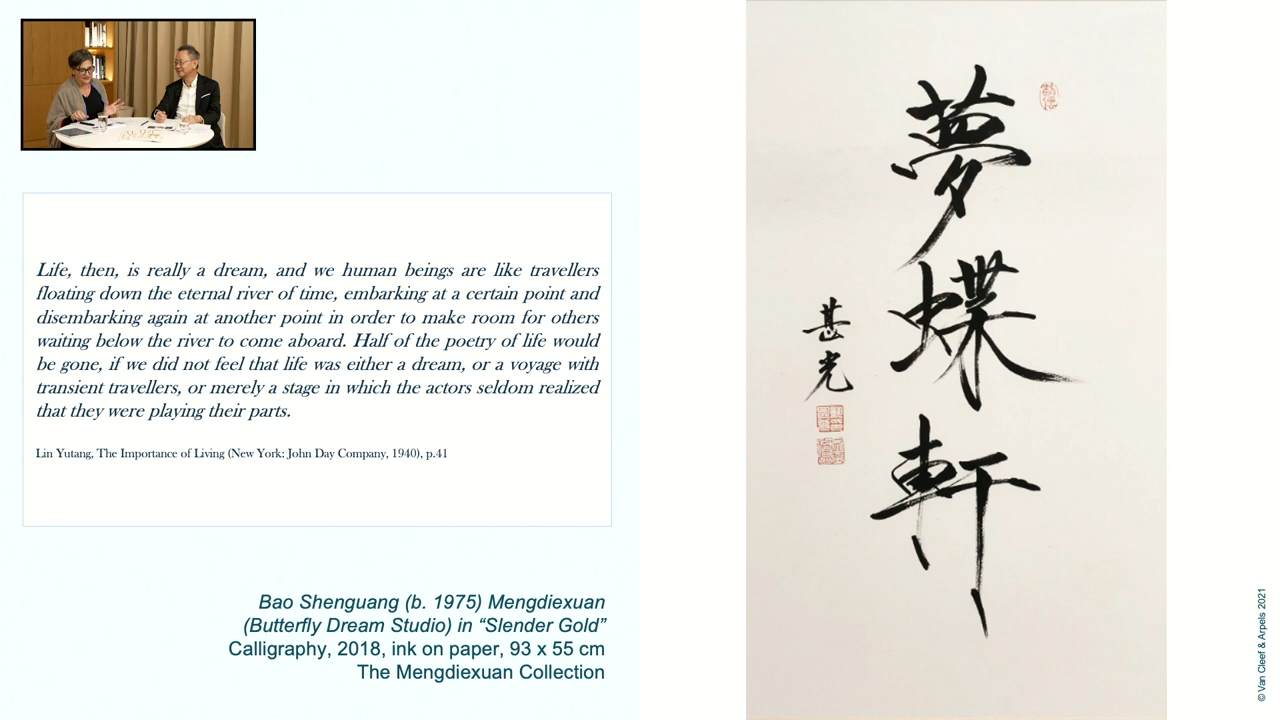 Life, then, is really a dream, and we human beings are like travellers
floating down the eternal river of time, embarking at a certain point and
disembarking again at another point in order to make room for others
waiting below the river to come aboard. Half of the poetry of life would
be gone, if we did not feel that life was either a dream, or a voyage with
transient travellers, or merely a stage in which the actors seldom realized
that they were playing their parts.
Lin Yutang, The Importance of Living (New York: John Day Company, 1940), p.41
Bao Shenguang (b. 1975) Mengdiexuan
(Butterfly Dream Studio) in “Slender Gold”
Calligraphy, 2018, ink on paper, 93 x 55 cm
The Mengdiexuan Collection
夢蝶軒
甚光
© Van Cleef & Arpels 2021